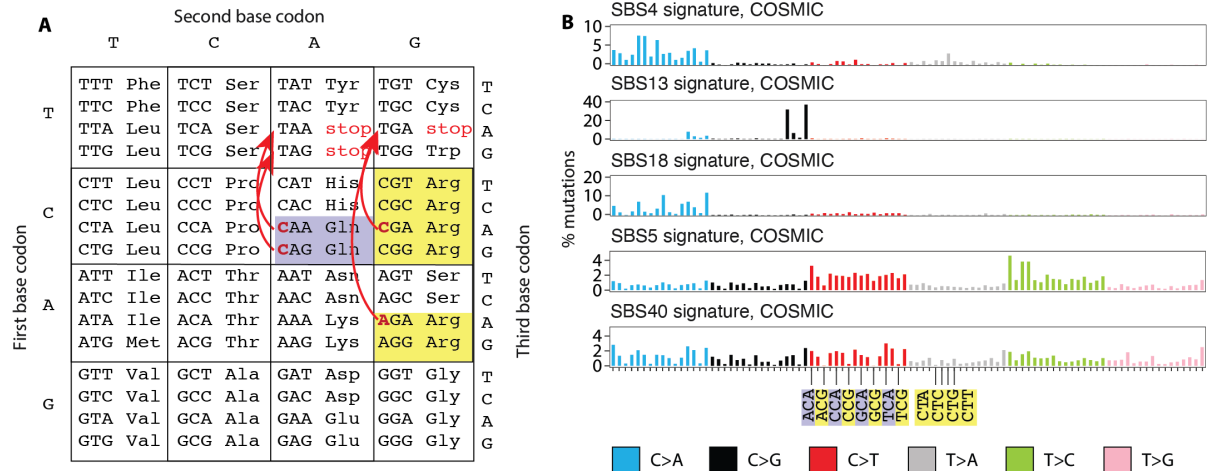 A
Second base codon
T C A G
First base codon
Third base codon
T
TTT Phe TCT Ser TAT Tyr TGT Cys T
TTC Phe TCC Ser TAC Tyr TGC Cys C
TTA Leu TCA Ser TAA stop TGA stop A
TTG Leu TCG Ser TAG stop TGG Trp G
C
CTT Leu CCT Pro CAT His CGT Arg T
CTC Leu CCC Pro CAC His CGC Arg C
CTA Leu CCA Pro CAA Gln CGA Arg A
CTG Leu CCG Pro CAG Gln CGG Arg G
A
ATT Ile ACT Thr AAT Asn AGT Ser T
ATC Ile ACC Thr AAC Asn AGC Ser C
ATA Ile ACA Thr AAA Lys AGA Arg A
ATG Met ACG Thr AAG Lys AGG Arg G
G
GTT Val GCT Ala GAT Asp GGT Gly T
GTC Val GCC Ala GAC Asp GGC Gly C
GTA Val GCA Ala GAA Glu GGA Gly A
GTG Val GCG Ala GAG Glu GGG Gly G
B
% mutations
SBS4 signature, COSMIC
10
5
0
SBS13 signature, COSMIC
40
20
0
SBS18 signature, COSMIC
20
10
0
SBS5 signature, COSMIC
4
2
0
SBS40 signature, COSMIC
4
2
0
ACA ACG CCA CCG GCA GCG TCA TCG CTA CTC CTG CTT
C>A C>G C>T T>A T>C T>G